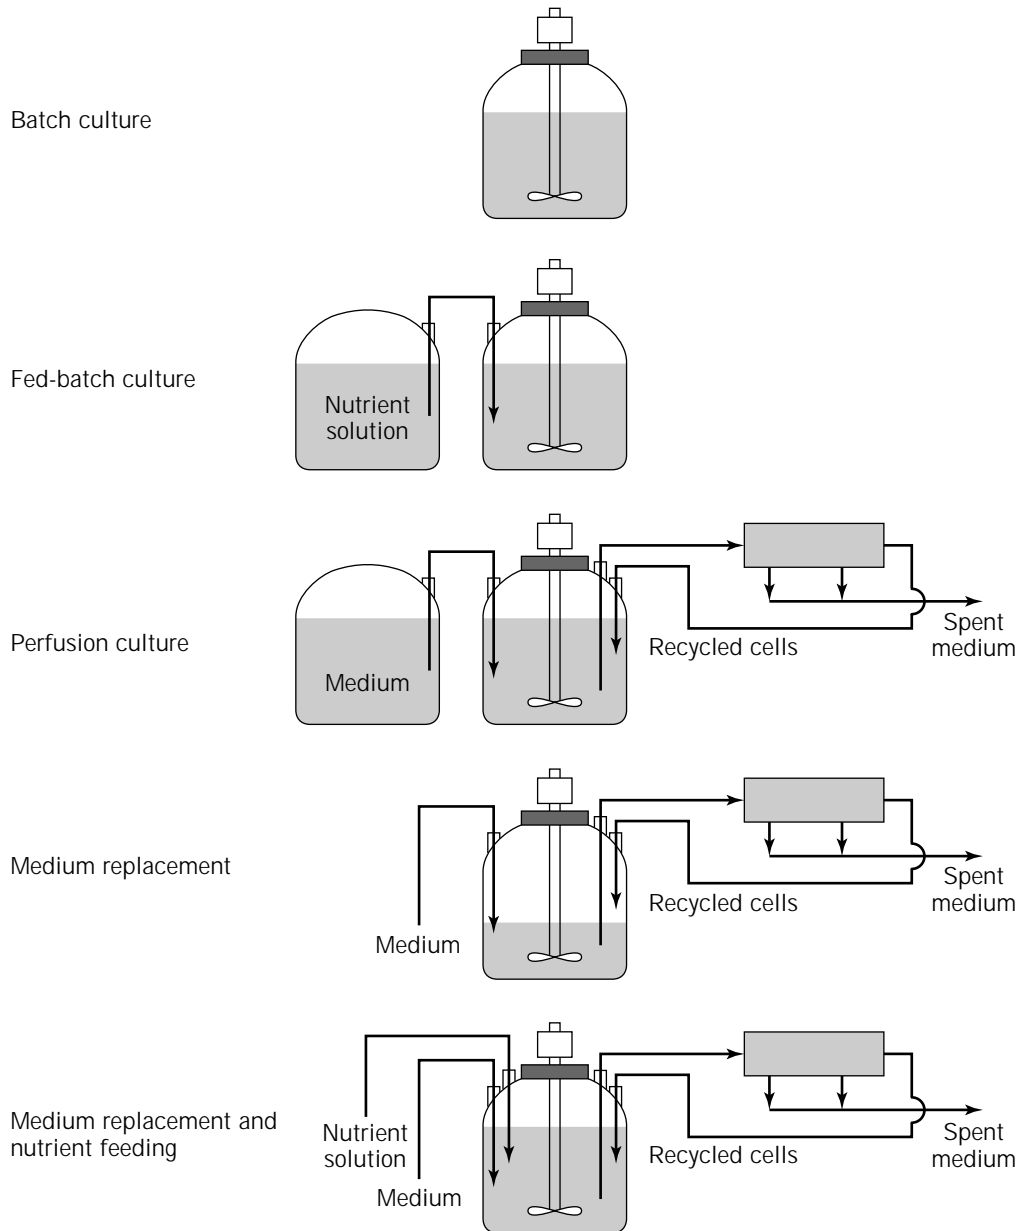 Batch culture
Fed-batch culture
Nutrient
solution
Perfusion culture
Medium
Recycled cells
Spent
medium
Medium replacement
Medium
Recycled cells
Spent
medium
Medium replacement and
nutrient feeding
Nutrient
solution
Medium
Recycled cells
Spent
medium